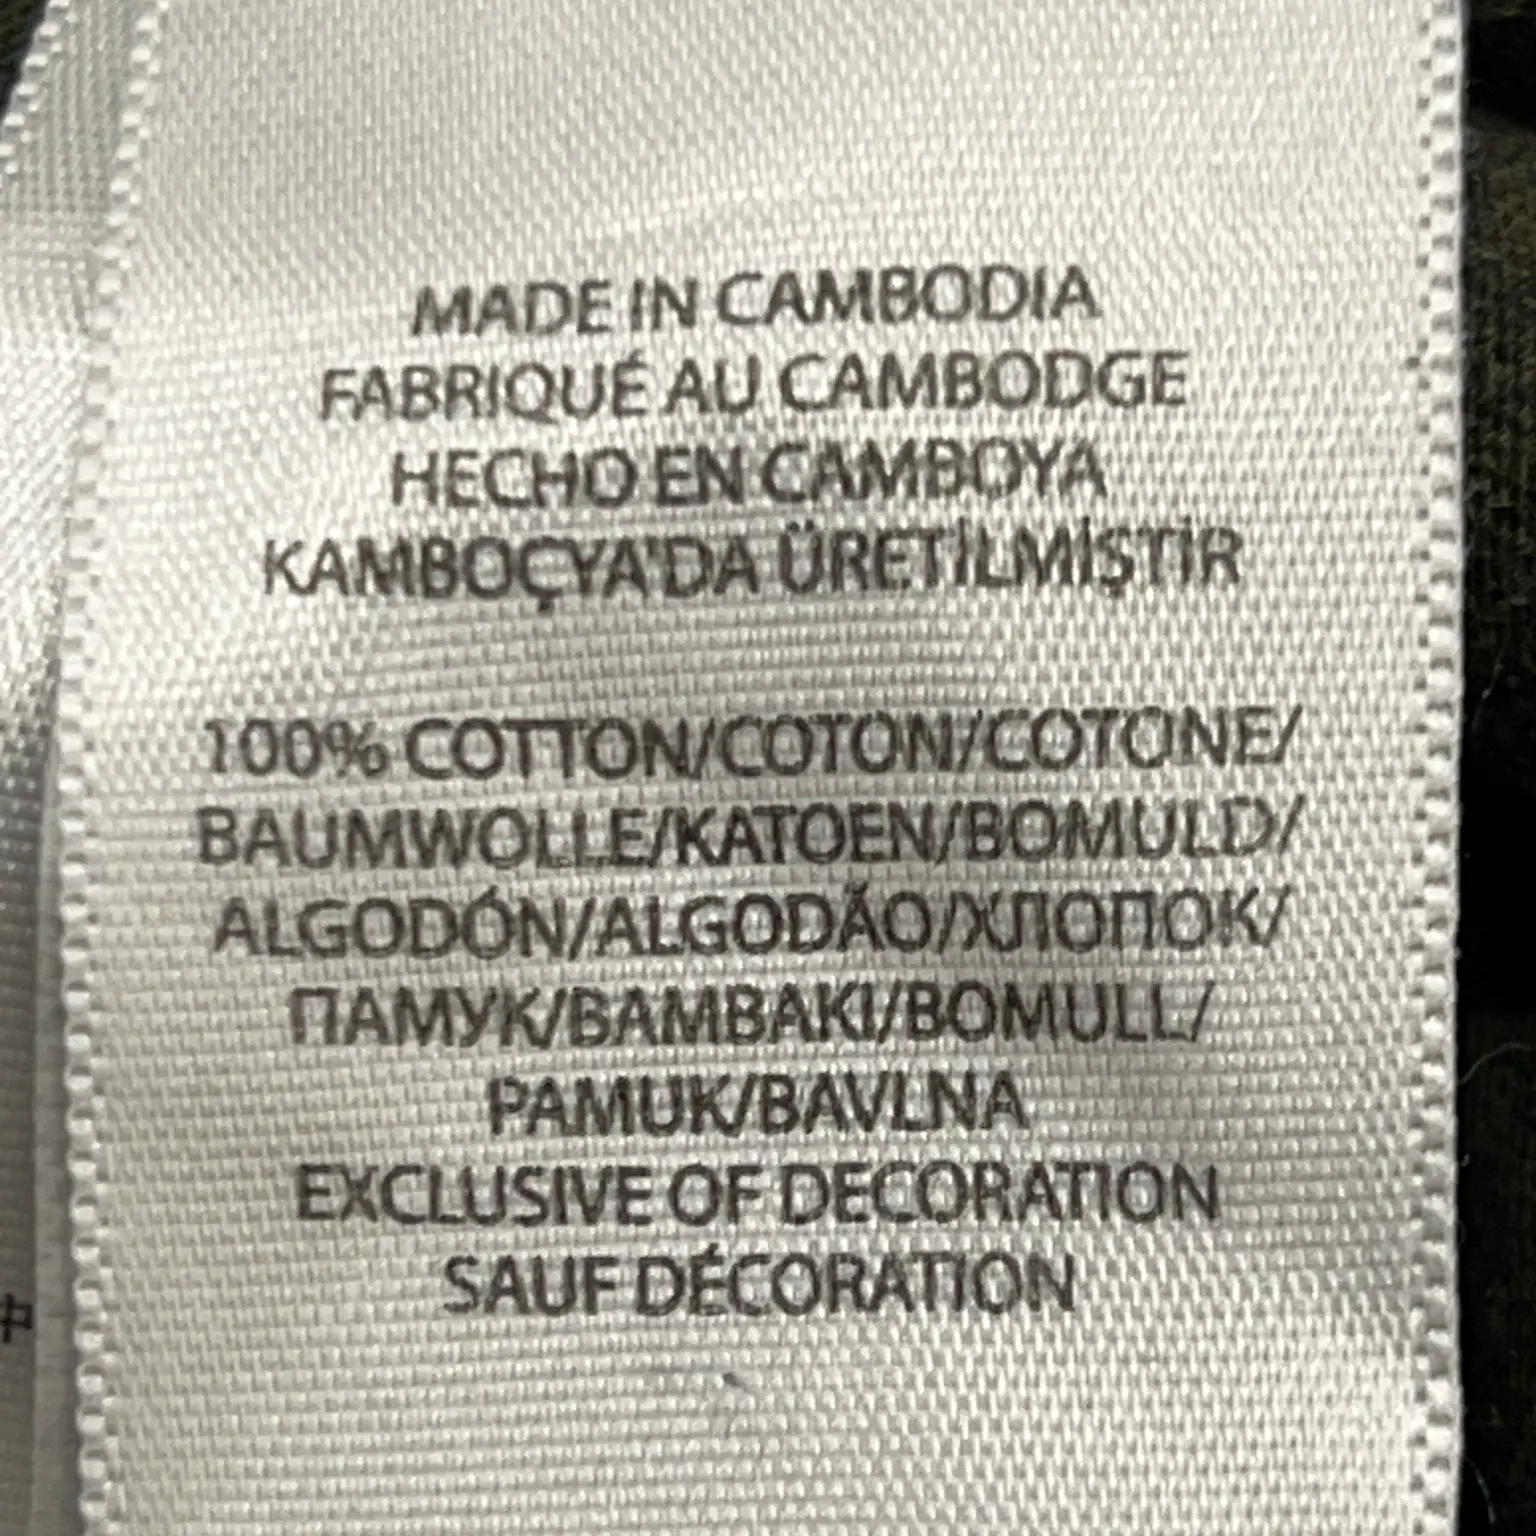 MADE IN CAMBODIA
FABRIQUÉ AU CAMBODGE
HECHO EN CAMBOYA
KAMBOÇYA'DA ÜRETİLMİŞTİR
100% COTTON/COTON/COTONE/
BAUMWOLLE/KATOEN/BOMULD/
ALGODÓN/ALGODÃO/ХЛОПОК/
ПАМУК/BAMBAKI/BOMULL/
PAMUK/BAVLNA
EXCLUSIVE OF DECORATION
SAUF DÉCORATION